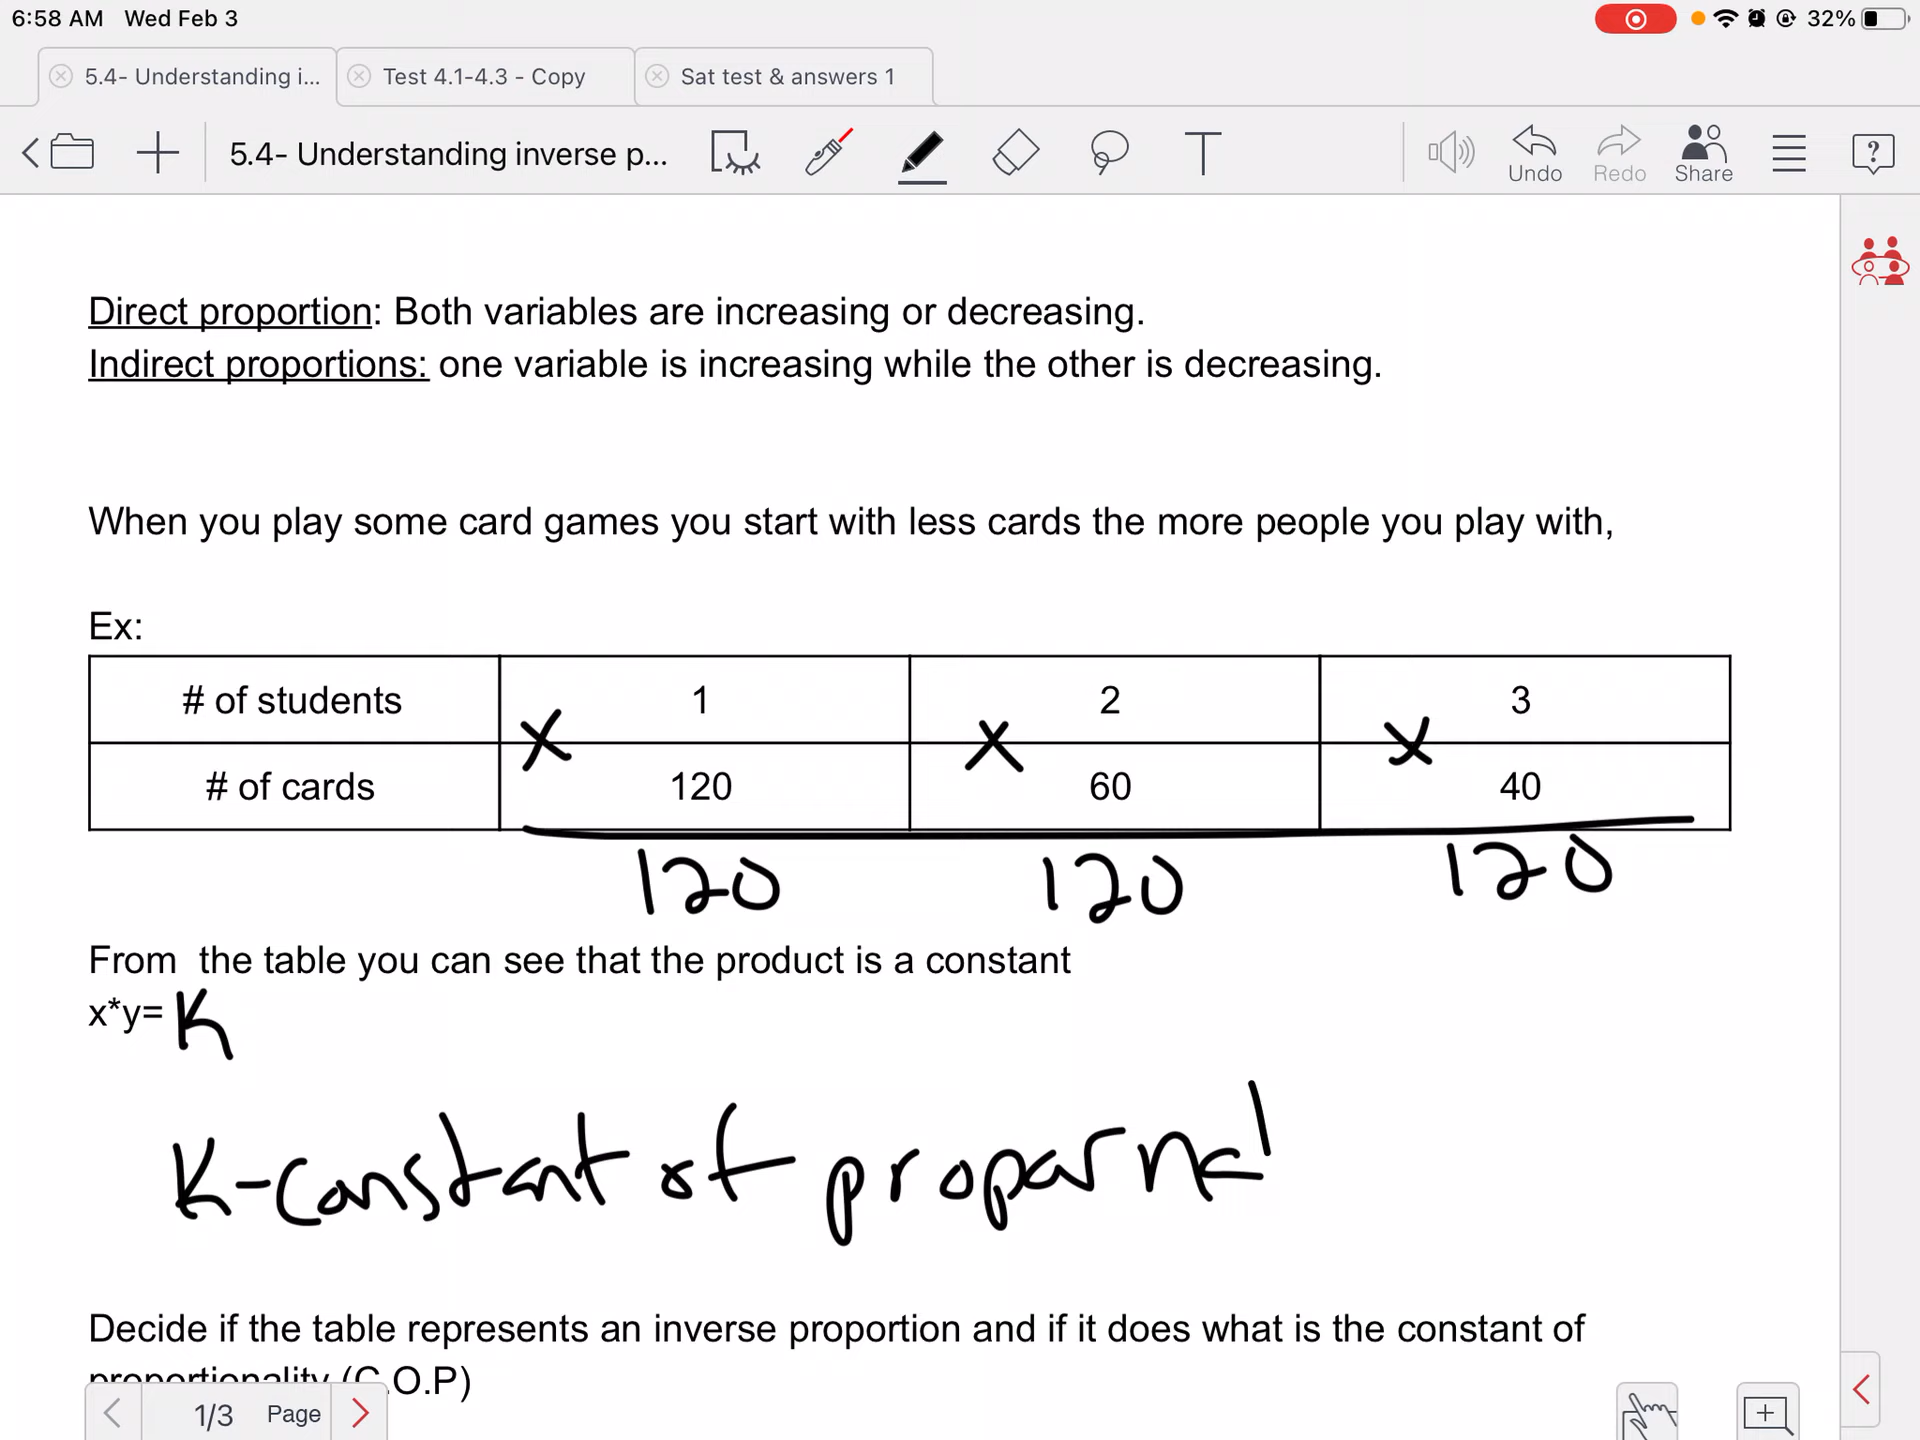 6:58 AM Wed Feb 3
32%
5.4- Understanding i...
Test 4.1-4.3 - Copy
Sat test & answers 1
5.4- Understanding inverse p...
T
Undo
Redo
Share
?
Direct proportion: Both variables are increasing or decreasing.
Indirect proportions: one variable is increasing while the other is decreasing.
When you play some card games you start with less cards the more people you play with,
Ex:
# of students 1 2 3
x x x
# of cards 120 60 40
120 120 120
From the table you can see that the product is a constant
x*y= K
K-constant of proparnal
Decide if the table represents an inverse proportion and if it does what is the constant of
proportionality (C.O.P)
1/3 Page